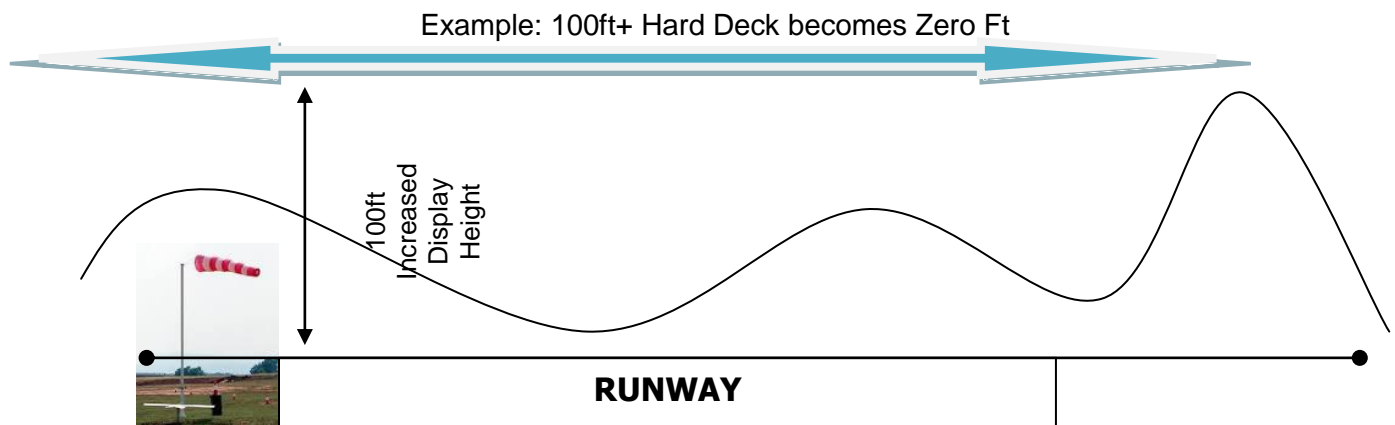 Example: 100ft+ Hard Deck becomes Zero Ft
100ft
Increased
Display
Height
RUNWAY